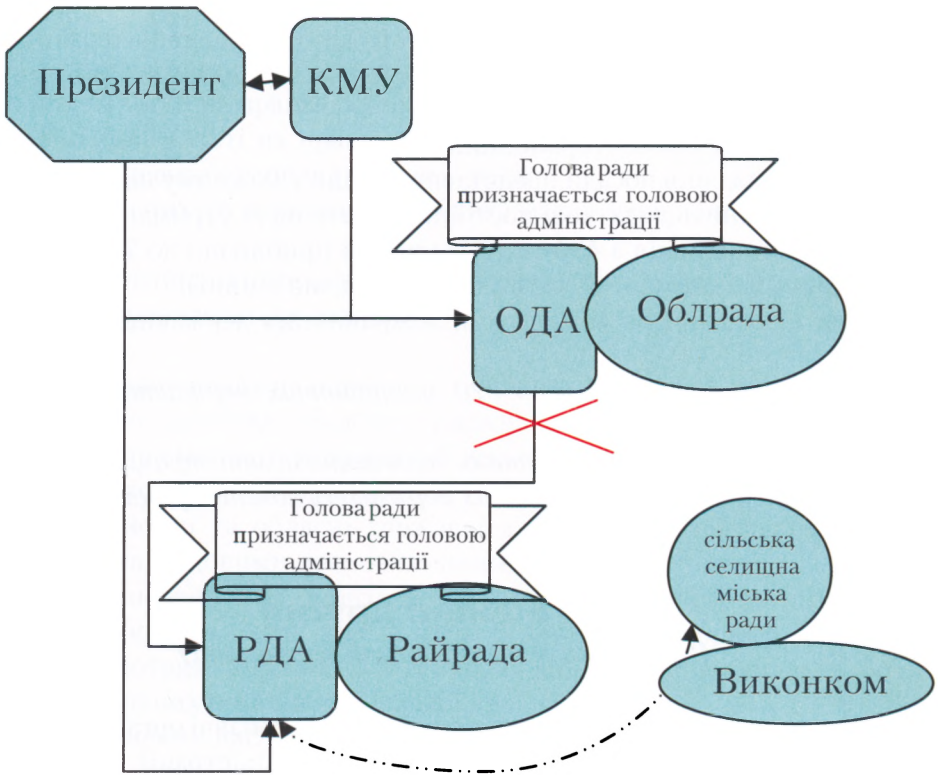 Президент
КМУ
Голова ради
призначається головою
адміністрації
ОДА
Облрада
Голова ради
призначається головою
адміністрації
РДА
Райрада
сільська,
селищна
міська
ради
Виконком